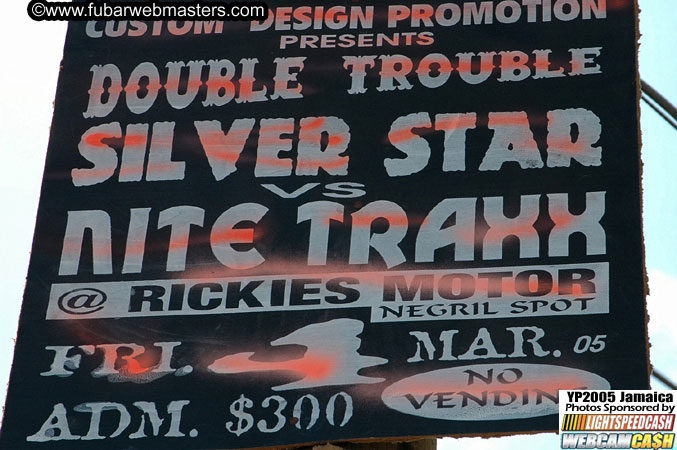 www.fubarwebmasters.com
CUSTOM DESIGN PROMOTION
PRESENTS
DOUBLE TROUBLE
SILVER STAR
VS
NITE TRAXX
@ RICKIES MOTOR
NEGRIL SPOT
FRI. 4 MAR. 05
ADM. $300
NO
VENDING
YP2005 Jamaica
Photos Sponsored by
LIGHTSPEEDCASH
WEBCAMCA$H